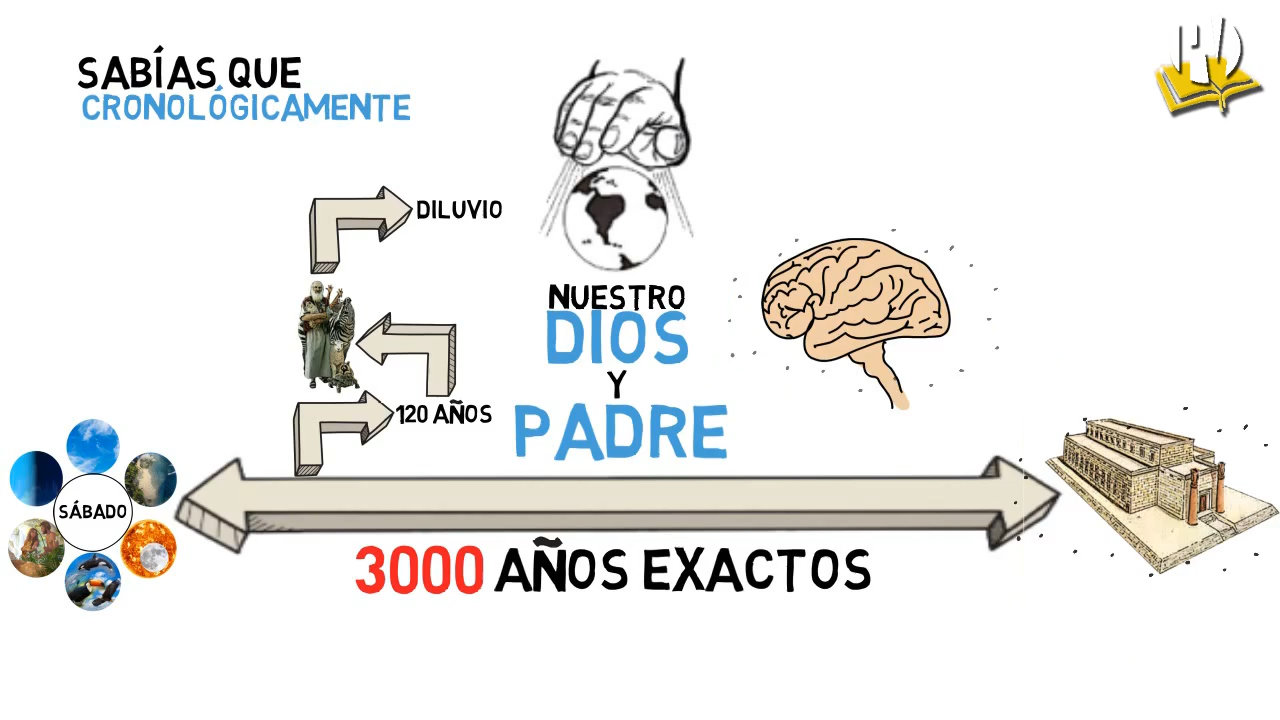 SABÍAS QUE
CRONOLÓGICAMENTE
DILUVIO
NUESTRO
DIOS
Y
PADRE
120 AÑOS
SÁBADO
3000 AÑOS EXACTOS